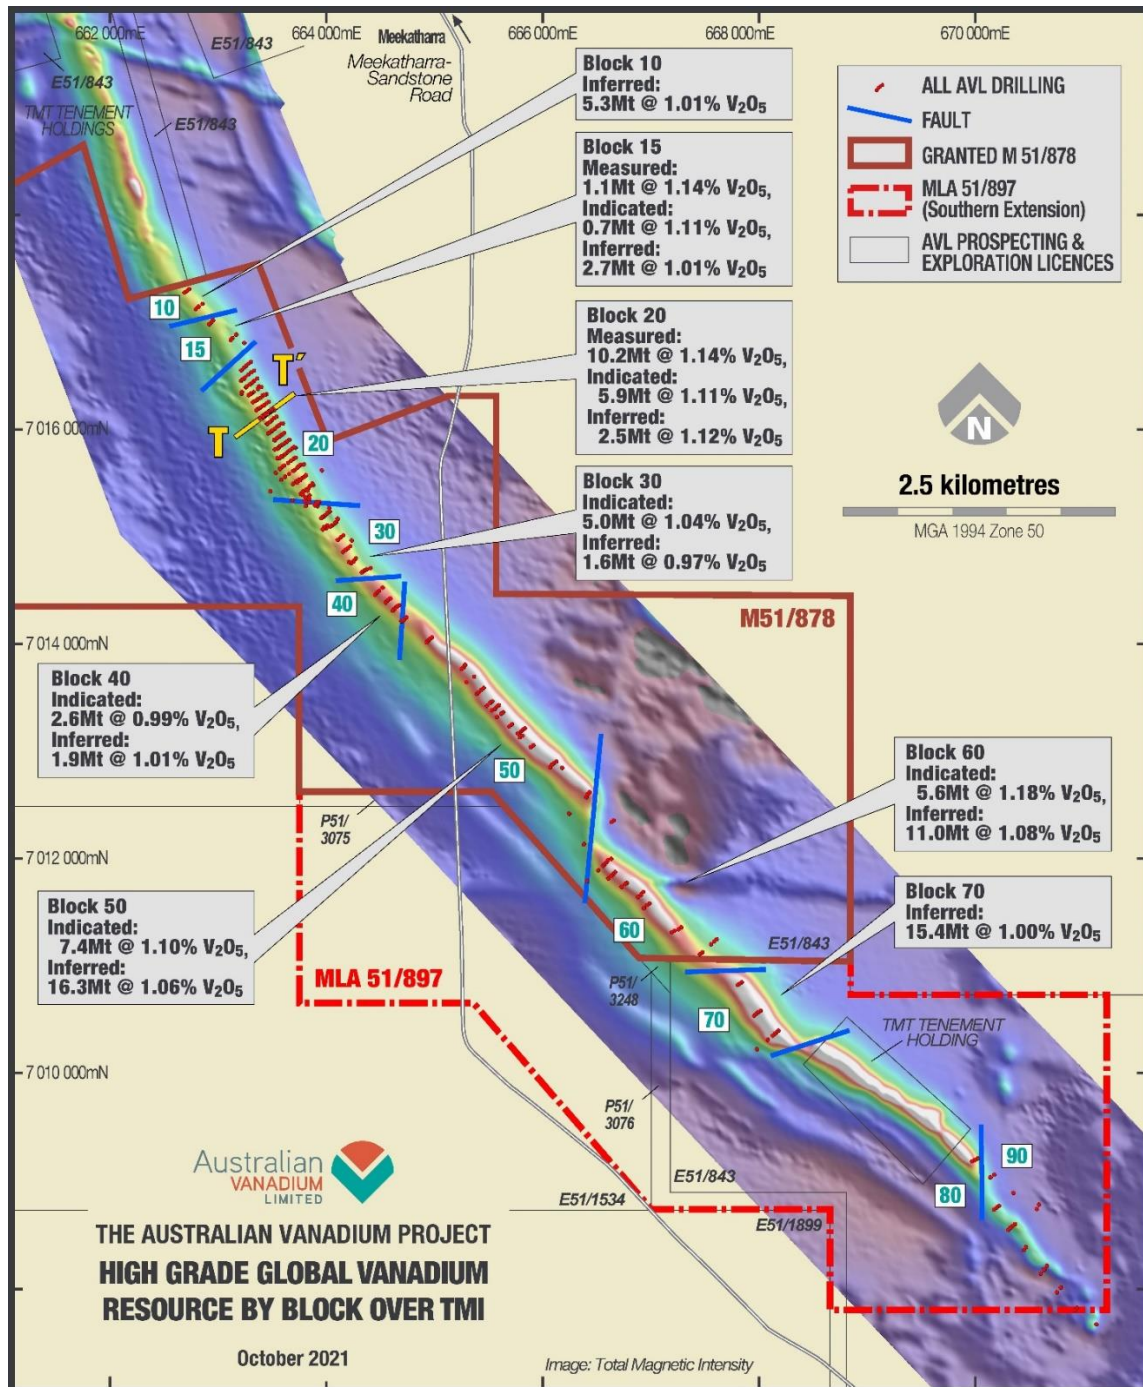 662 000mE
664 000mE
666 000mE
668 000mE
670 000mE
Meekatharra
Meekatharra-
Sandstone
Road
E51/843
E51/843
E51/843
TMT TENEMENT
HOLDINGS
ALL AVL DRILLING
FAULT
GRANTED M 51/878
MLA 51/897
(Southern Extension)
AVL PROSPECTING &
EXPLORATION LICENCES
Block 10
Inferred:
5.3Mt @ 1.01% V₂O₅
Block 15
Measured:
1.1Mt @ 1.14% V₂O₅,
Indicated:
0.7Mt @ 1.11% V₂O₅,
Inferred:
2.7Mt @ 1.01% V₂O₅
Block 20
Measured:
10.2Mt @ 1.14% V₂O₅,
Indicated:
5.9Mt @ 1.11% V₂O₅,
Inferred:
2.5Mt @ 1.12% V₂O₅
Block 30
Indicated:
5.0Mt @ 1.04% V₂O₅,
Inferred:
1.6Mt @ 0.97% V₂O₅
N
2.5 kilometres
MGA 1994 Zone 50
10
15
T´
T
20
30
40
7 016 000mN
7 014 000mN
M51/878
Block 40
Indicated:
2.6Mt @ 0.99% V₂O₅,
Inferred:
1.9Mt @ 1.01% V₂O₅
50
P51/
3075
7 012 000mN
Block 60
Indicated:
5.6Mt @ 1.18% V₂O₅,
Inferred:
11.0Mt @ 1.08% V₂O₅
Block 50
Indicated:
7.4Mt @ 1.10% V₂O₅,
Inferred:
16.3Mt @ 1.06% V₂O₅
Block 70
Inferred:
15.4Mt @ 1.00% V₂O₅
60
E51/843
MLA 51/897
P51/
3248
70
TMT TENEMENT
HOLDING
7 010 000mN
P51/
3076
90
80
E51/843
E51/1534
E51/1899
Australian
VANADIUM
LIMITED
THE AUSTRALIAN VANADIUM PROJECT
HIGH GRADE GLOBAL VANADIUM
RESOURCE BY BLOCK OVER TMI
October 2021
Image: Total Magnetic Intensity